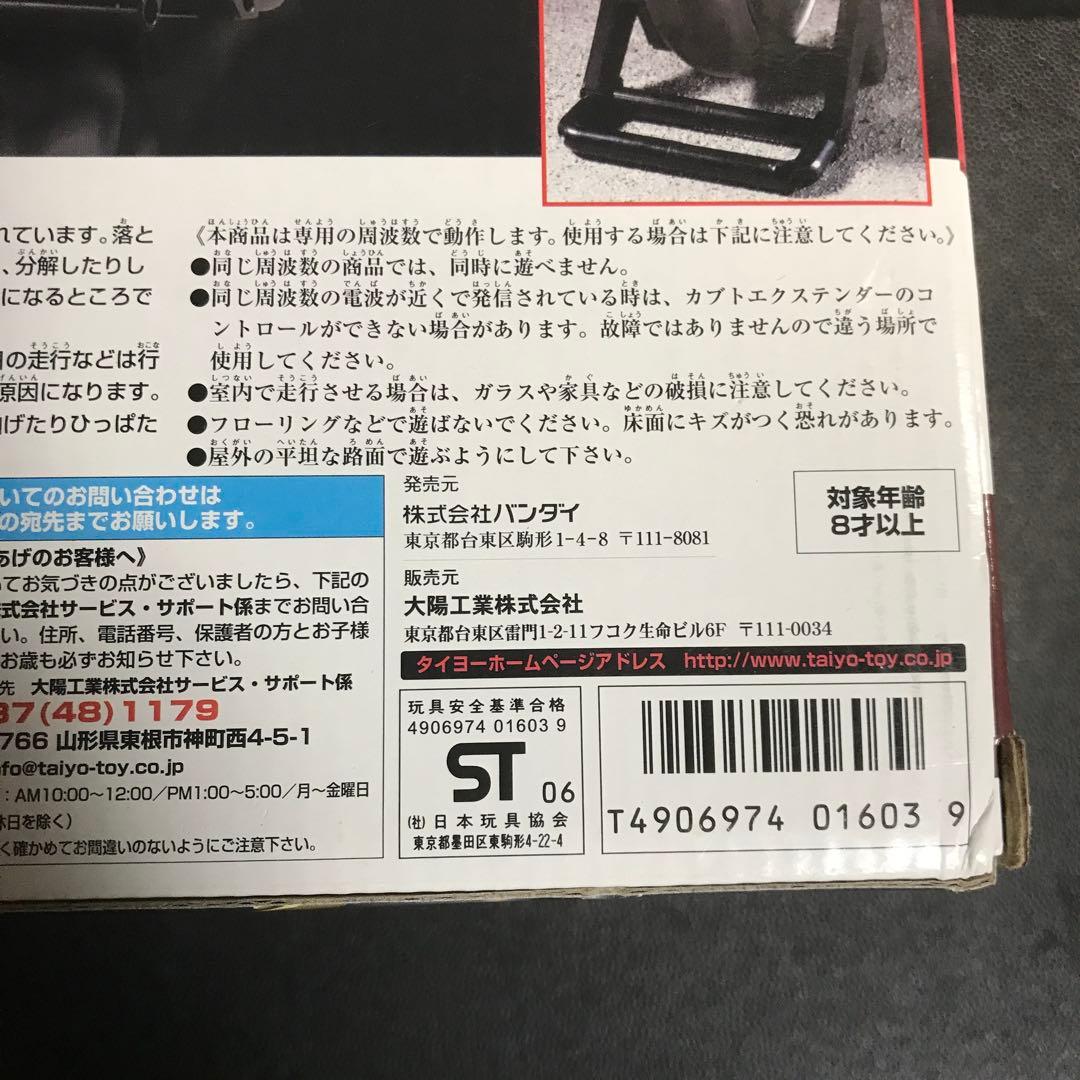 れています。落と
、分解したりし
になるところで
の走行などは行
原因になります。
げたりひっぱた
《本商品は専用の周波数で動作します。使用する場合は下記に注意してください。》
●同じ周波数の商品では、同時に遊べません。
●同じ周波数の電波が近くで発信されている時は、カブトエクステンダーのコ
ントロールができない場合があります。故障ではありませんので違う場所で
使用してください。
●室内で走行させる場合は、ガラスや家具などの破損に注意してください。
●フローリングなどで遊ばないでください。床面にキズがつく恐れがあります。
●屋外の平坦な路面で遊ぶようにして下さい。
いてのお問い合わせは
の宛先までお願いします。
あげのお客様へ》
いてお気づきの点がございましたら、下記の
式会社サービス・サポート係までお問い合
い。住所、電話番号、保護者の方とお子様
お歳も必ずお知らせ下さい。
先 大陽工業株式会社サービス・サポート係
37(48)1179
766 山形県東根市神町西4-5-1
nfo@taiyo-toy.co.jp
：AM10:00〜12:00／PM1:00〜5:00／月〜金曜日
休日を除く）
く確かめてお間違いのないようにご注意下さい。
発売元
株式会社バンダイ
東京都台東区駒形1-4-8 〒111-8081
販売元
大陽工業株式会社
東京都台東区雷門1-2-11フコク生命ビル6F 〒111-0034
対象年齢
8才以上
タイヨーホームページアドレス http://www.taiyo-toy.co.jp
玩具安全基準合格
4906974 01603 9
ST 06
(社)日本玩具協会
東京都墨田区東駒形4-22-4
T4906974 01603 9